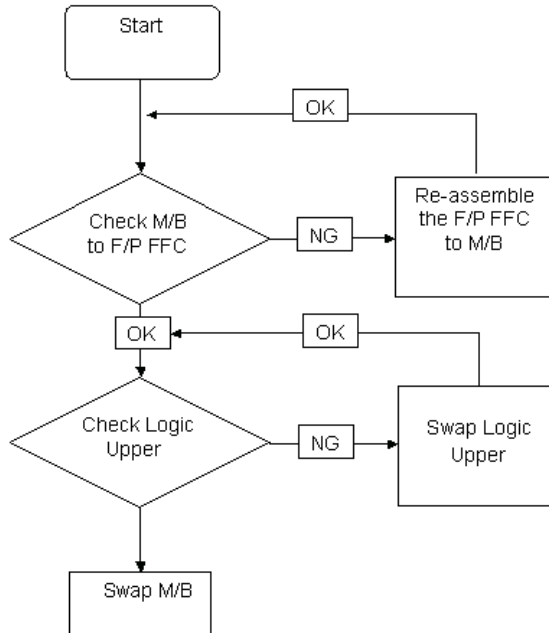 Start
OK
Check M/B
to F/P FFC
NG
Re-assemble
the F/P FFC
to M/B
OK
OK
Check Logic
Upper
NG
Swap Logic
Upper
Swap M/B